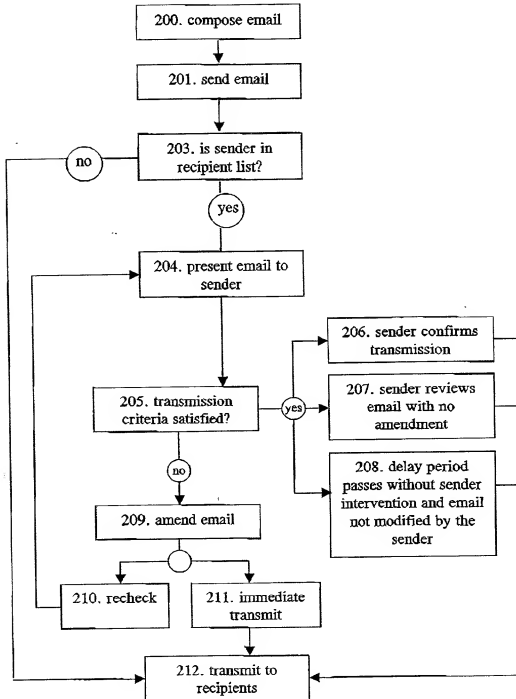 200. compose email
201. send email
203. is sender in
recipient list?
no
yes
204. present email to
sender
206. sender confirms
transmission
205. transmission
criteria satisfied?
yes
207. sender reviews
email with no
amendment
no
208. delay period
passes without sender
intervention and email
not modified by the
sender
209. amend email
210. recheck
211. immediate
transmit
212. transmit to
recipients